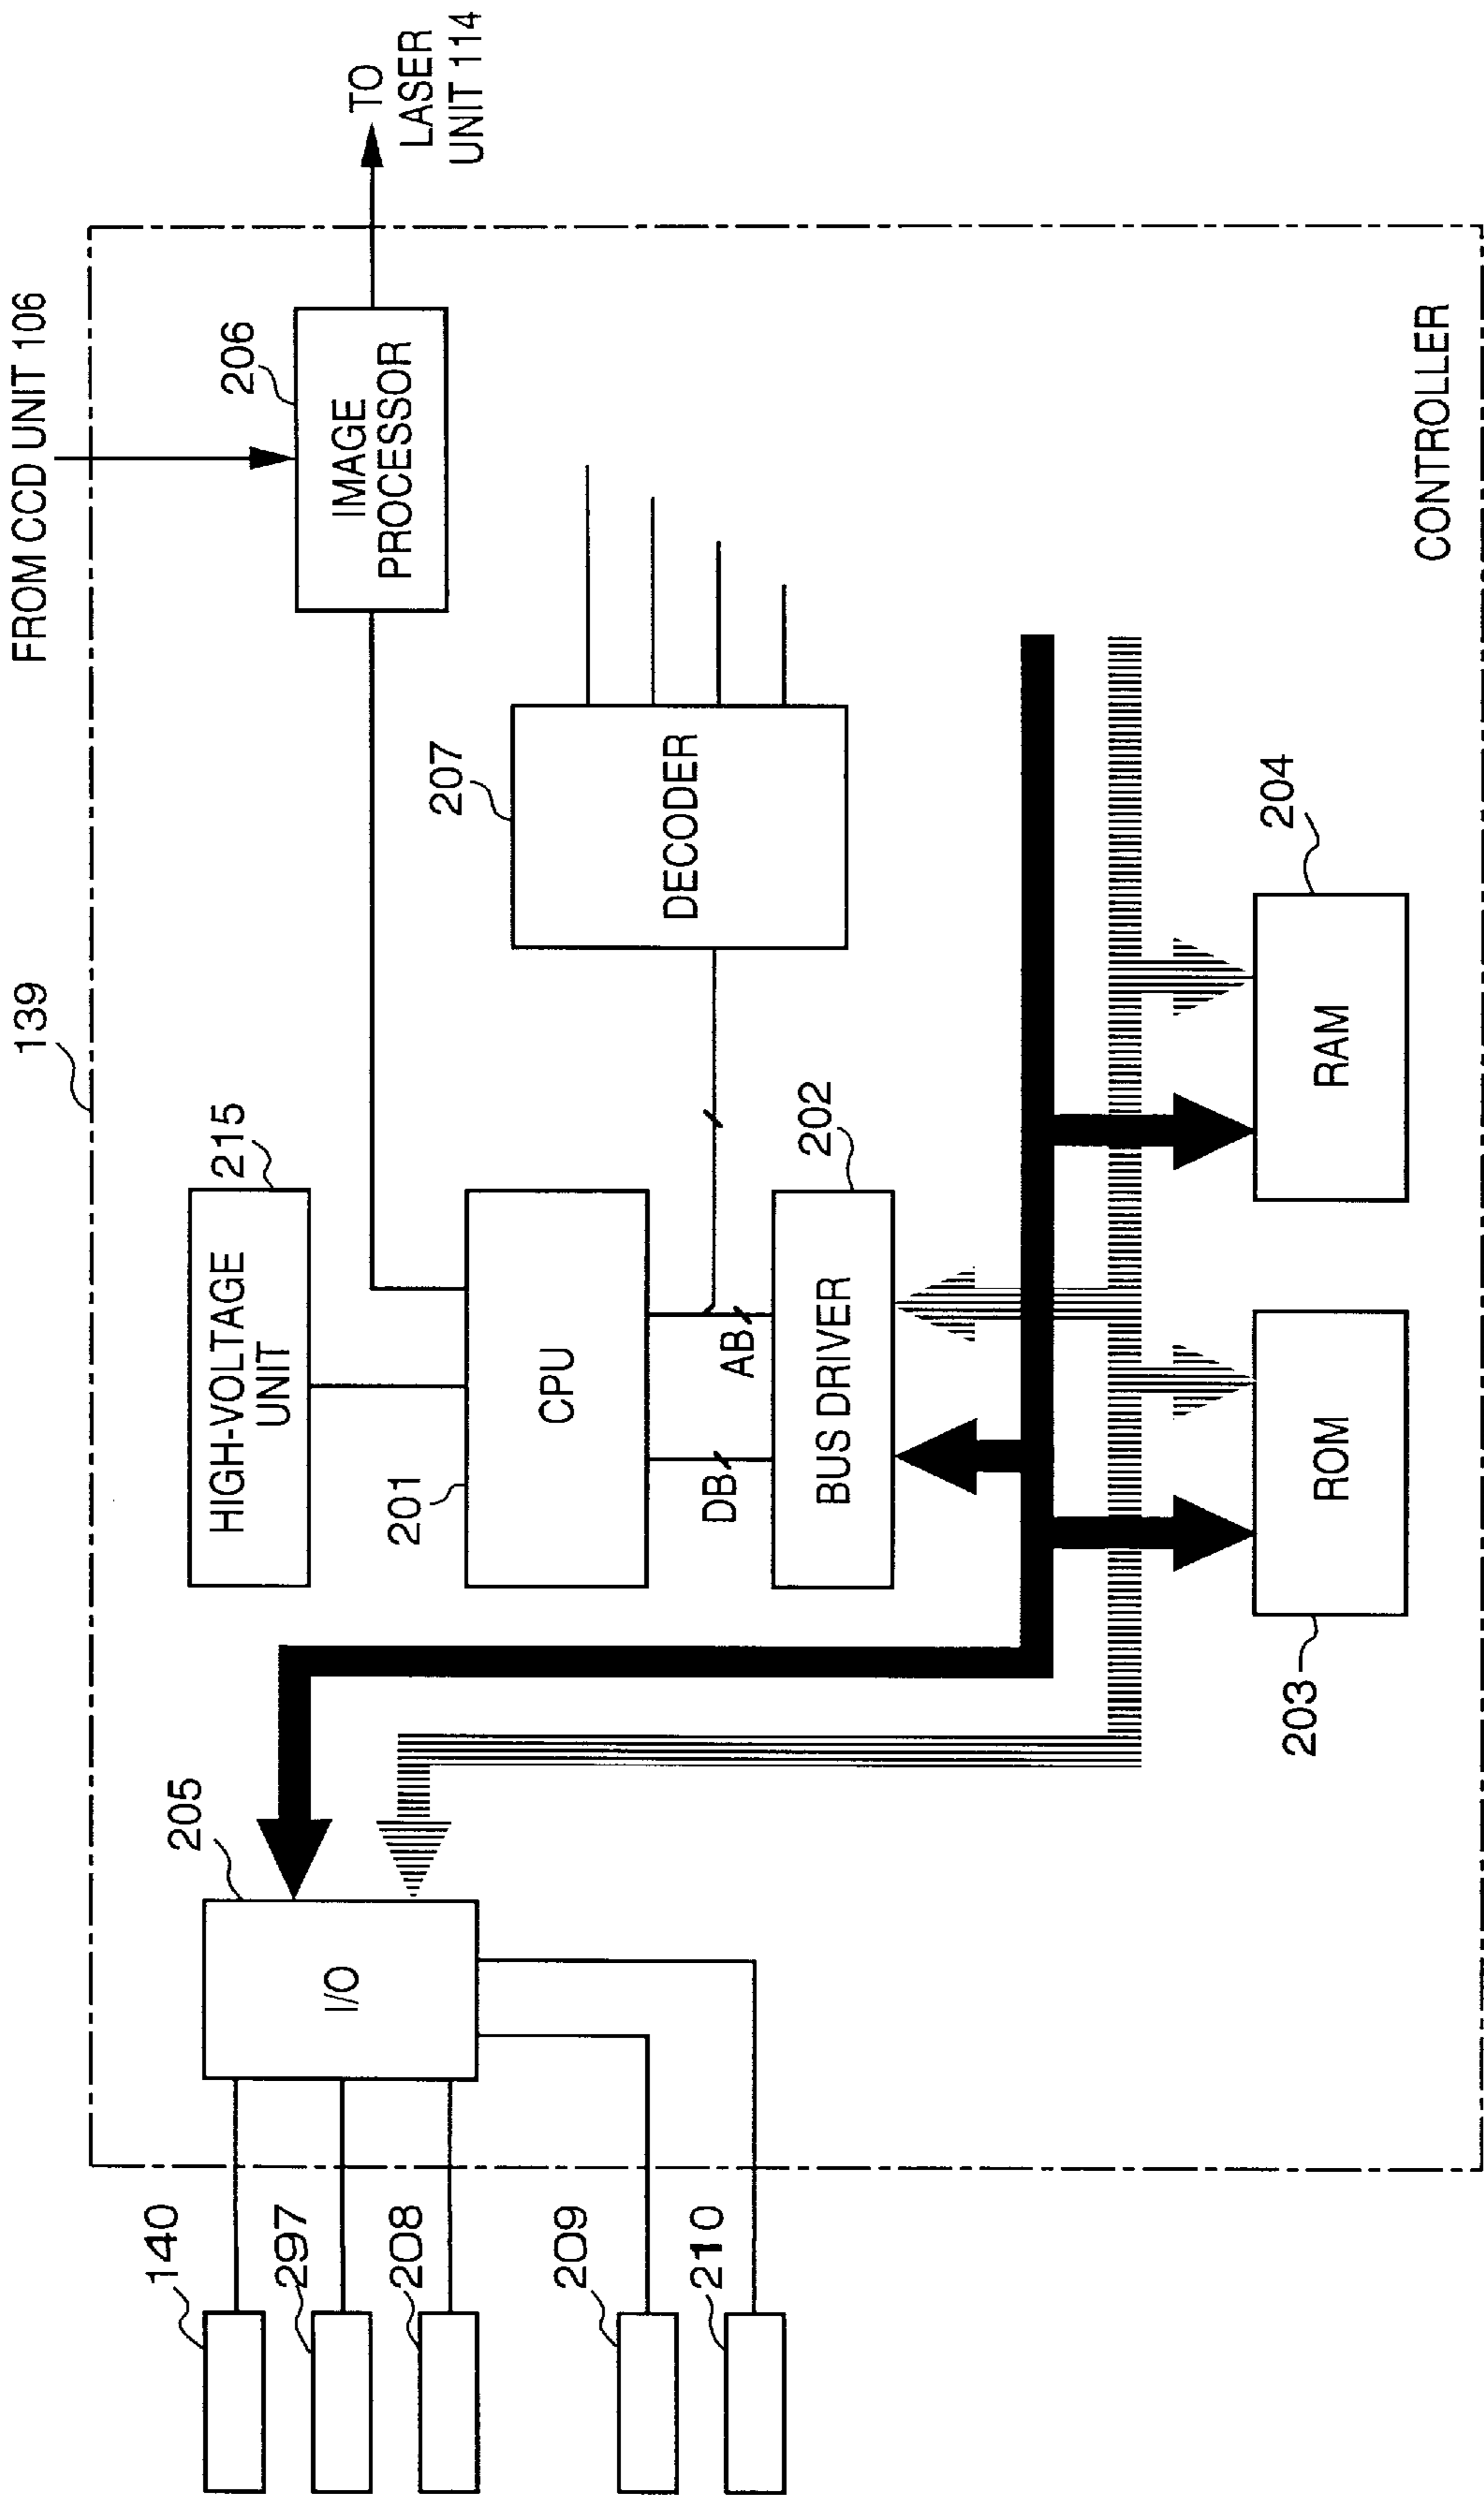 FROM CCD UNIT 106
TO
LASER
UNIT 114
139
206
IMAGE
PROCESSOR
215
HIGH-VOLTAGE
UNIT
207
DECODER
201
CPU
DB
AB
202
BUS DRIVER
205
I/O
140
297
208
209
210
203
ROM
204
RAM
CONTROLLER